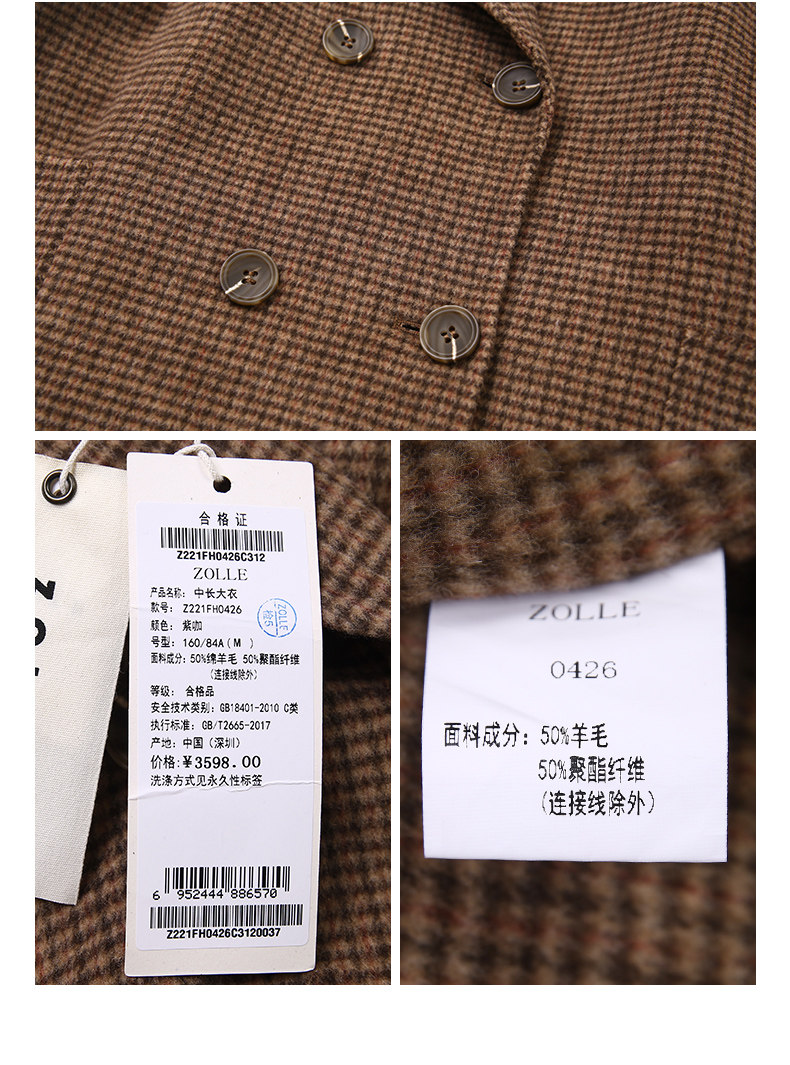 合格证
Z221FH0426C312
ZOLLE
产品名称: 中长大衣
款号: Z221FH0426
颜色: 紫咖
号型: 160/84A(M)
面料成分: 50%绵羊毛 50%聚酯纤维
(连接线除外)
等级: 合格品
安全技术类别: GB18401-2010 C类
执行标准: GB/T2665-2017
产地: 中国(深圳)
价格:¥3598.00
洗涤方式见永久性标签
ZOLLE
6 952444 886570
Z221FH0426C3120037
ZOLLE
0426
面料成分: 50%羊毛
50%聚酯纤维
(连接线除外)